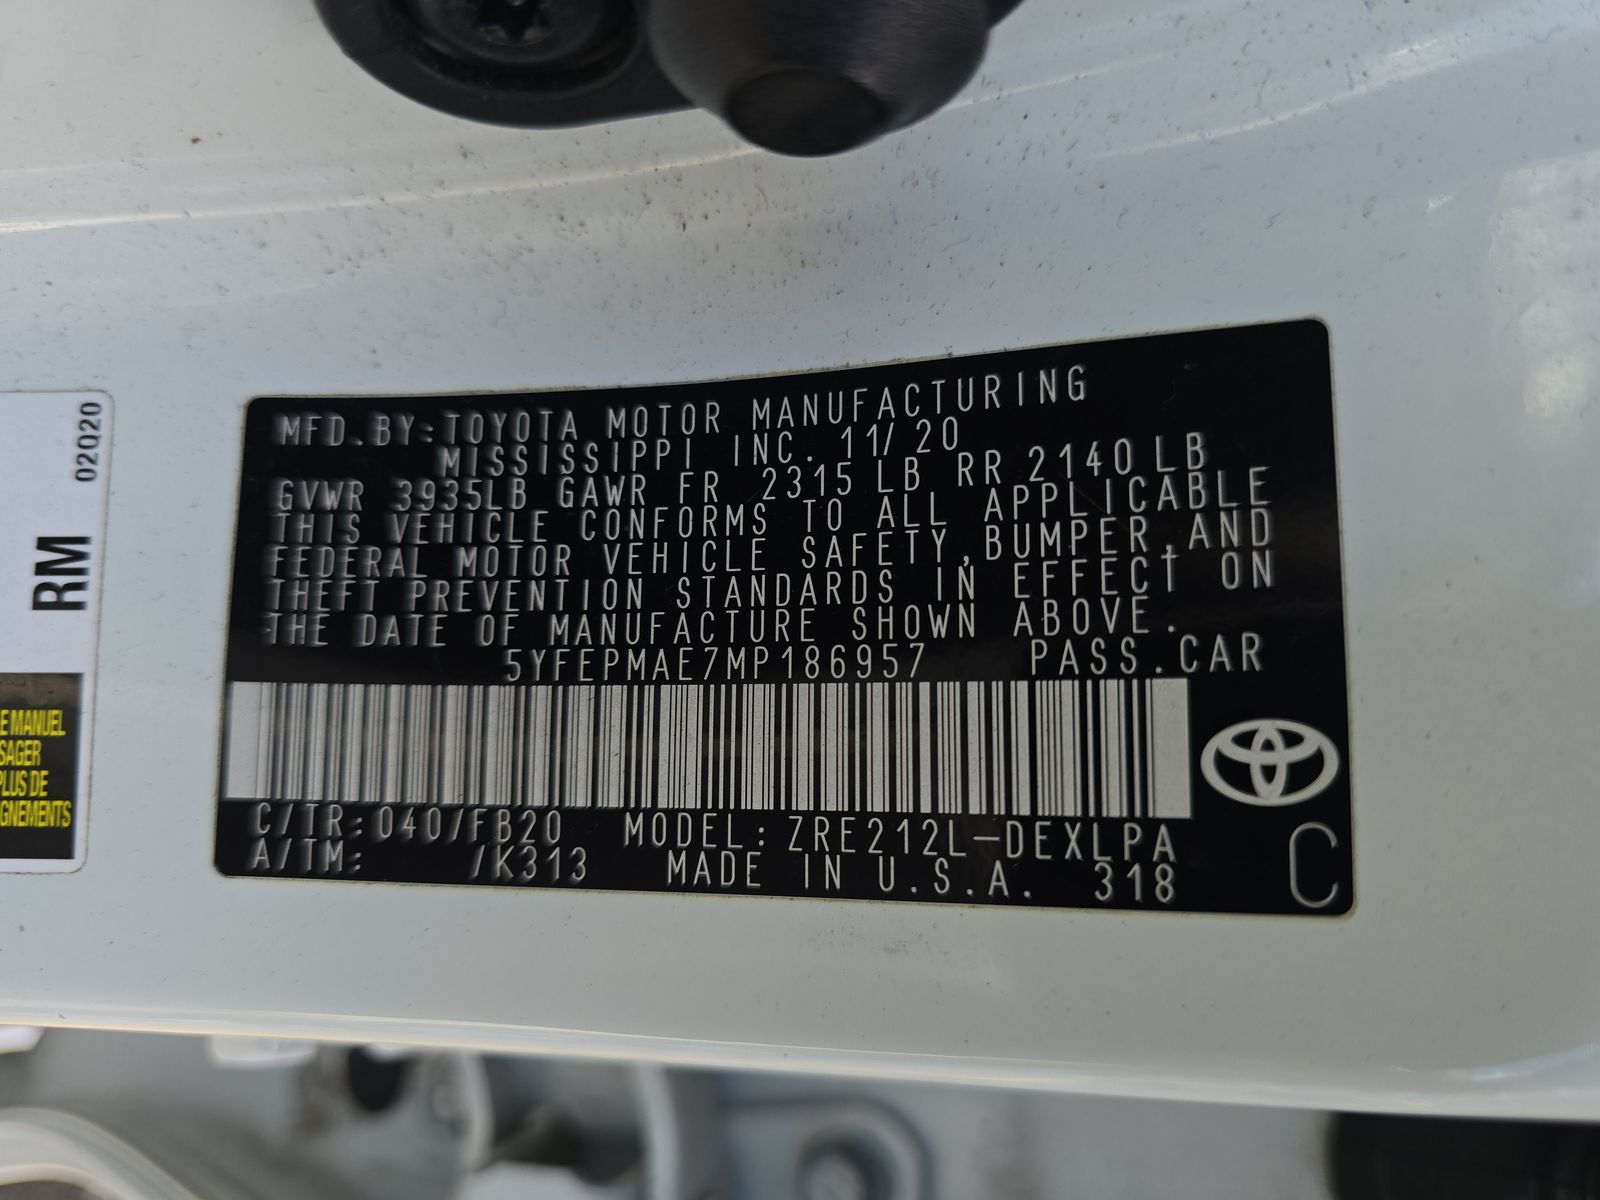 MFD.BY:TOYOTA MOTOR MANUFACTURING
MISSISSIPPI INC. 11/20
GVWR 3935LB GAWR FR 2315 LB RR 2140 LB
THIS VEHICLE CONFORMS TO ALL APPLICABLE
FEDERAL MOTOR VEHICLE SAFETY,BUMPER,AND
THEFT PREVENTION STANDARDS IN EFFECT ON
THE DATE OF MANUFACTURE SHOWN ABOVE.
5YFEPMAE7MP186957 PASS.CAR
C/TR:040/FB20 MODEL:ZRE212L-DEXLPA
A/TM: /K313 MADE IN U.S.A. 318
C
RM 02Q20
E MANUEL
SAGER
PLUS DE
GNEMENTS